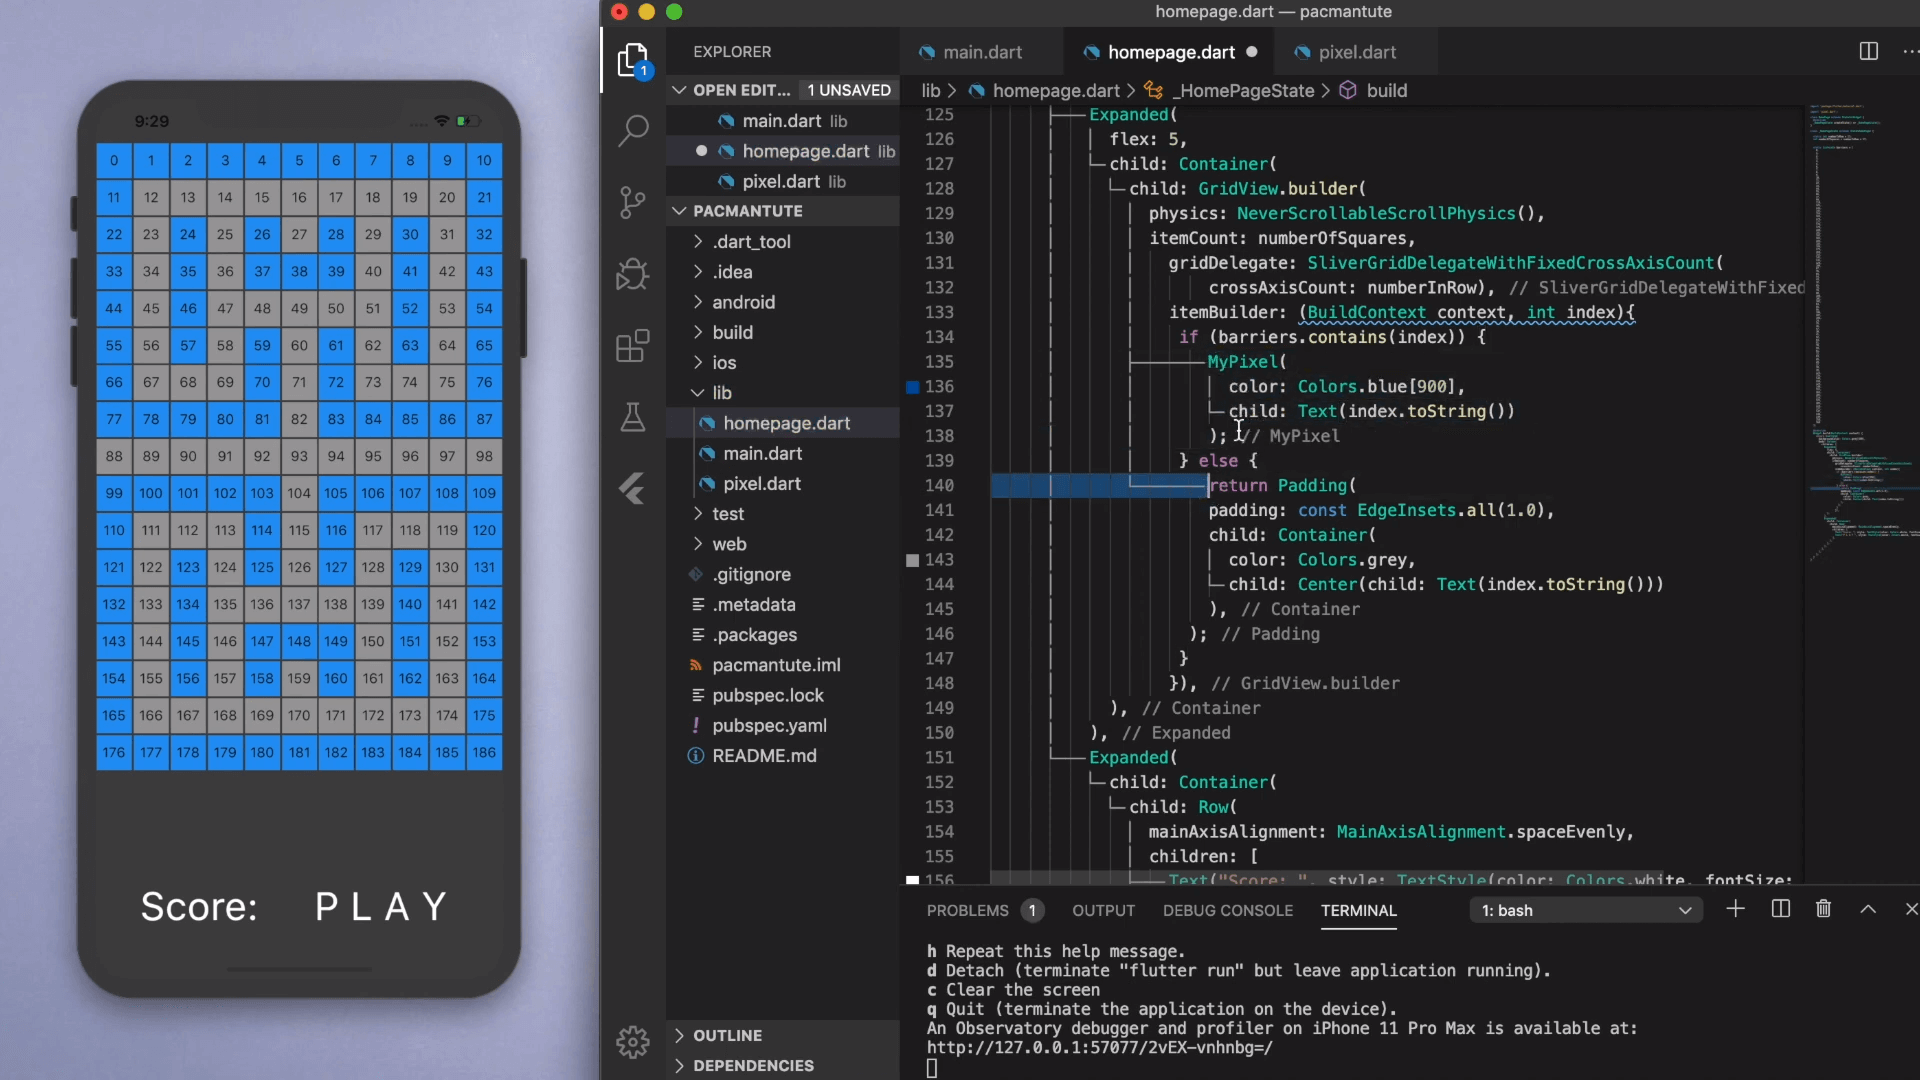 9:29
0 1 2 3 4 5 6 7 8 9 10
11 12 13 14 15 16 17 18 19 20 21
22 23 24 25 26 27 28 29 30 31 32
33 34 35 36 37 38 39 40 41 42 43
44 45 46 47 48 49 50 51 52 53 54
55 56 57 58 59 60 61 62 63 64 65
66 67 68 69 70 71 72 73 74 75 76
77 78 79 80 81 82 83 84 85 86 87
88 89 90 91 92 93 94 95 96 97 98
99 100 101 102 103 104 105 106 107 108 109
110 111 112 113 114 115 116 117 118 119 120
121 122 123 124 125 126 127 128 129 130 131
132 133 134 135 136 137 138 139 140 141 142
143 144 145 146 147 148 149 150 151 152 153
154 155 156 157 158 159 160 161 162 163 164
165 166 167 168 169 170 171 172 173 174 175
176 177 178 179 180 181 182 183 184 185 186
Score: P L A Y
homepage.dart — pacmantute
1
EXPLORER
OPEN EDIT... 1 UNSAVED
main.dart lib
homepage.dart lib
pixel.dart lib
PACMANTUTE
.dart_tool
.idea
android
build
ios
lib
homepage.dart
main.dart
pixel.dart
test
web
.gitignore
.metadata
.packages
pacmantute.iml
pubspec.lock
! pubspec.yaml
README.md
OUTLINE
DEPENDENCIES
main.dart homepage.dart pixel.dart
lib > homepage.dart > _HomePageState > build
125 Expanded(
126 flex: 5,
127 child: Container(
128 child: GridView.builder(
129 physics: NeverScrollableScrollPhysics(),
130 itemCount: numberOfSquares,
131 gridDelegate: SliverGridDelegateWithFixedCrossAxisCount(
132 crossAxisCount: numberInRow), // SliverGridDelegateWithFixed
133 itemBuilder: (BuildContext context, int index){
134 if (barriers.contains(index)) {
135 MyPixel(
136 color: Colors.blue[900],
137 child: Text(index.toString())
138 ); // MyPixel
139 } else {
140 return Padding(
141 padding: const EdgeInsets.all(1.0),
142 child: Container(
143 color: Colors.grey,
144 child: Center(child: Text(index.toString()))
145 ), // Container
146 ); // Padding
147 }
148 }), // GridView.builder
149 ), // Container
150 ), // Expanded
151 Expanded(
152 child: Container(
153 child: Row(
154 mainAxisAlignment: MainAxisAlignment.spaceEvenly,
155 children: [
156 Text("Score: ", style: TextStyle(color: Colors.white, fontSize:
PROBLEMS 1 OUTPUT DEBUG CONSOLE TERMINAL 1: bash
h Repeat this help message.
d Detach (terminate "flutter run" but leave application running).
c Clear the screen
q Quit (terminate the application on the device).
An Observatory debugger and profiler on iPhone 11 Pro Max is available at:
http://127.0.0.1:57077/2vEX-vnhnbg=/